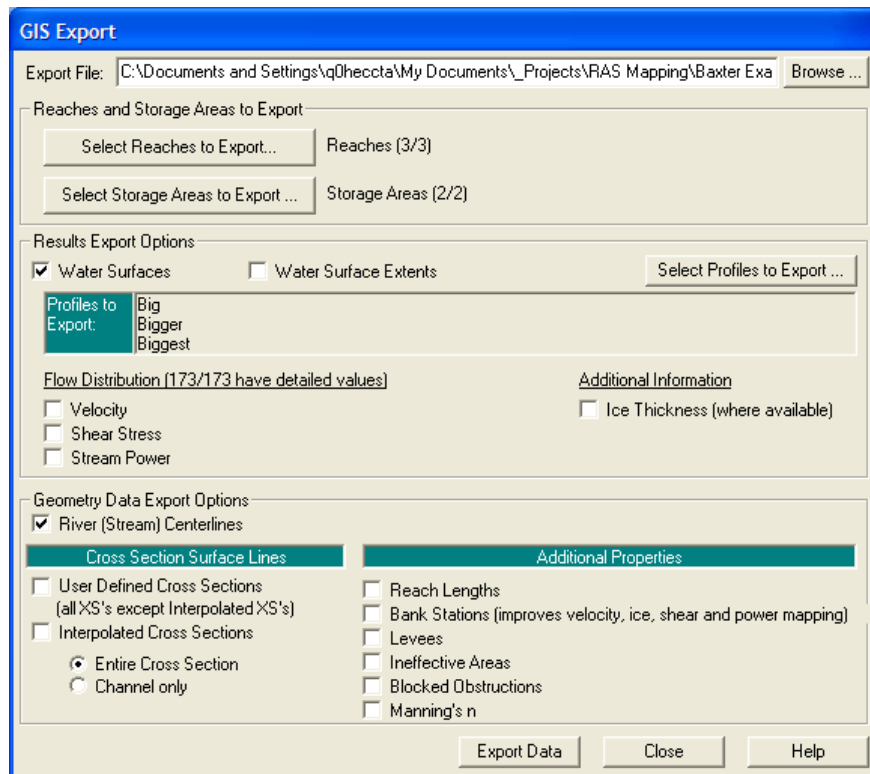 GIS Export
Export File: C:\Documents and Settings\q0heccta\My Documents\_Projects\RAS Mapping\Baxter Exa Browse ...
Reaches and Storage Areas to Export
Select Reaches to Export... Reaches (3/3)
Select Storage Areas to Export ... Storage Areas (2/2)
Results Export Options
Water Surfaces Water Surface Extents Select Profiles to Export ...
Profiles to Export: Big
Bigger
Biggest
Flow Distribution (173/173 have detailed values) Additional Information
Velocity Ice Thickness (where available)
Shear Stress
Stream Power
Geometry Data Export Options
River (Stream) Centerlines
Cross Section Surface Lines Additional Properties
User Defined Cross Sections
(all XS's except Interpolated XS's)
Interpolated Cross Sections
Entire Cross Section
Channel only
Reach Lengths
Bank Stations (improves velocity, ice, shear and power mapping)
Levees
Ineffective Areas
Blocked Obstructions
Manning's n
Export Data Close Help